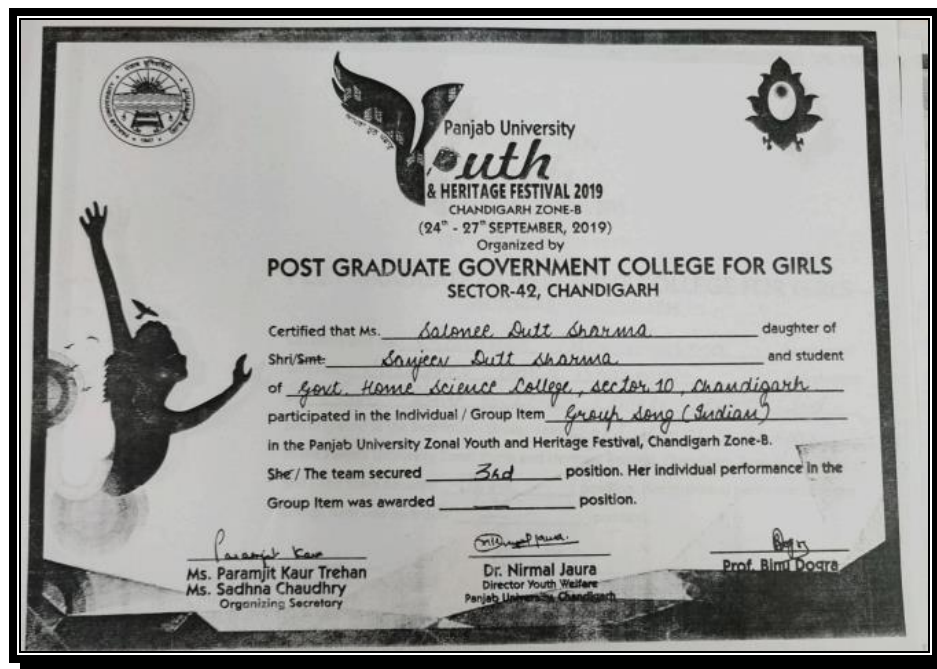 Panjab University
Youth
& HERITAGE FESTIVAL 2019
CHANDIGARH ZONE-B
(24th - 27th SEPTEMBER, 2019)
Organized by
POST GRADUATE GOVERNMENT COLLEGE FOR GIRLS
SECTOR-42, CHANDIGARH
Certified that Ms. Salonee Dutt Sharma daughter of
Shri/Smt. Sanjeev Dutt Sharma and student
of Govt. Home Science College, Sector 10, Chandigarh
participated in the Individual / Group Item Group Song (Indian)
in the Panjab University Zonal Youth and Heritage Festival, Chandigarh Zone-B.
She / The team secured 3rd position. Her individual performance in the
Group Item was awarded position.
Paramjit Kaur
Ms. Paramjit Kaur Trehan
Ms. Sadhna Chaudhry
Organizing Secretary
Dr. Nirmal Jaura
Director Youth Welfare
Panjab University, Chandigarh
Prof. Binu Dogra